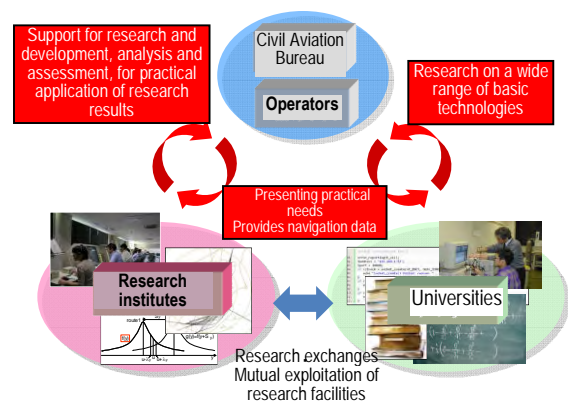 Support for research and
development, analysis and
assessment, for practical
application of research
results
Civil Aviation
Bureau
Operators
Research on a wide
range of basic
technologies
Presenting practical
needs
Provides navigation data
Research
institutes
Universities
Research exchanges
Mutual exploitation of
research facilities